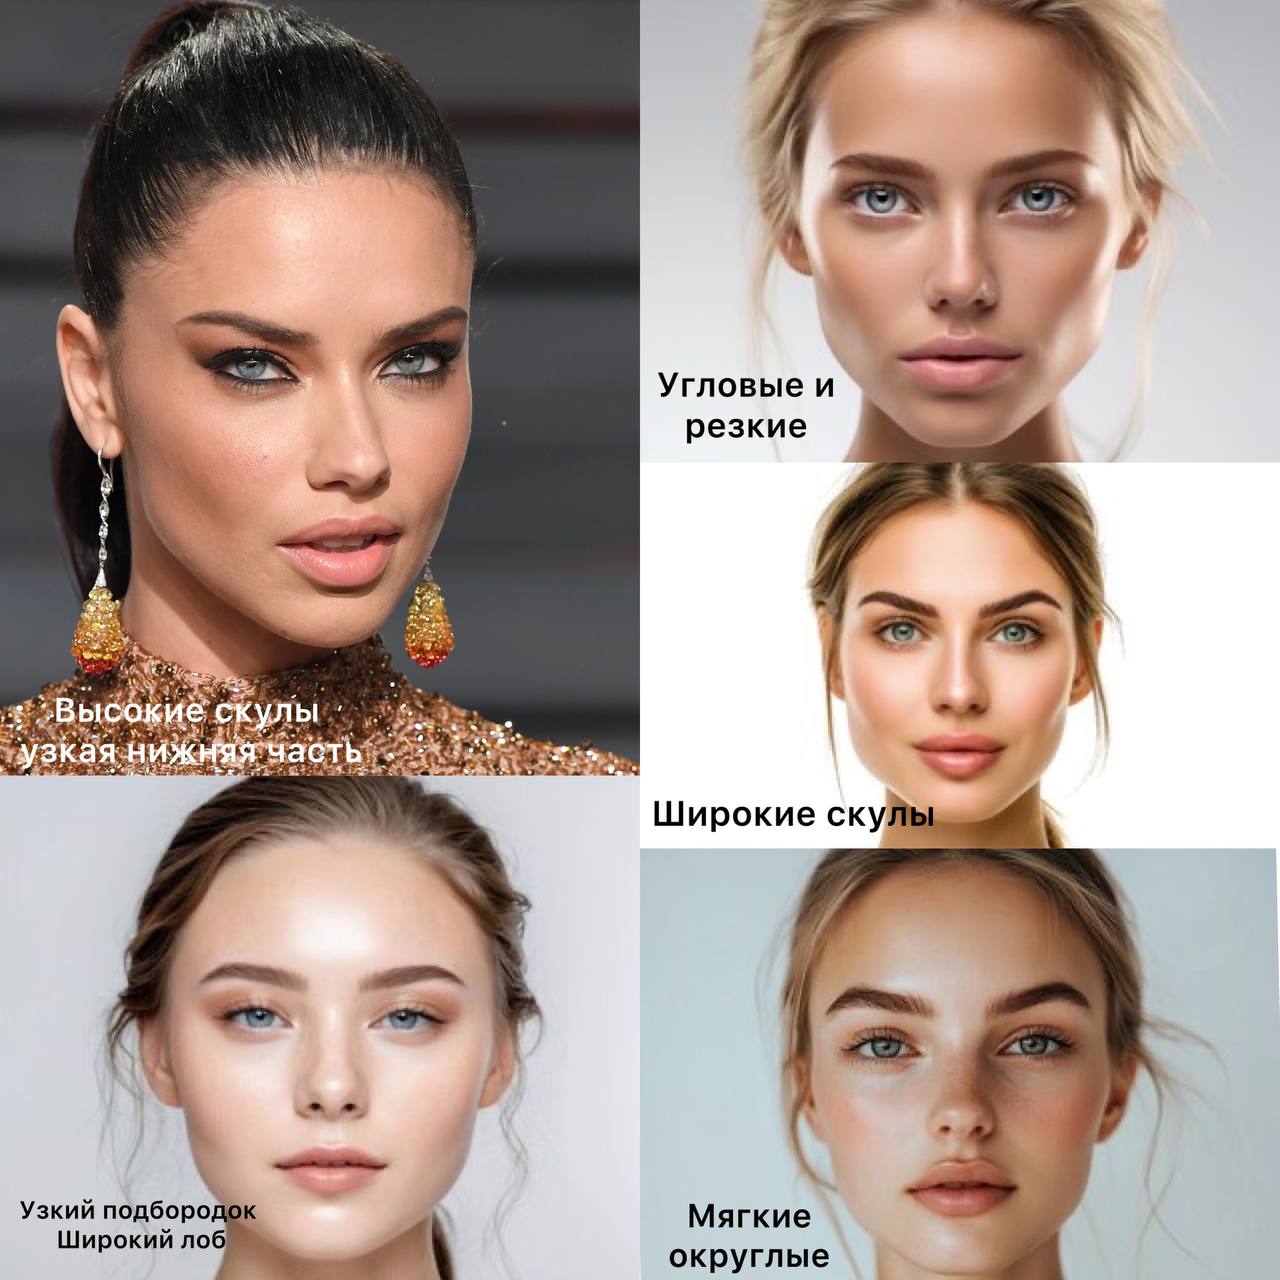 Угловые и
резкие
Высокие скулы
узкая нижняя часть
Широкие скулы
Узкий подбородок
Широкий лоб
Мягкие
округлые